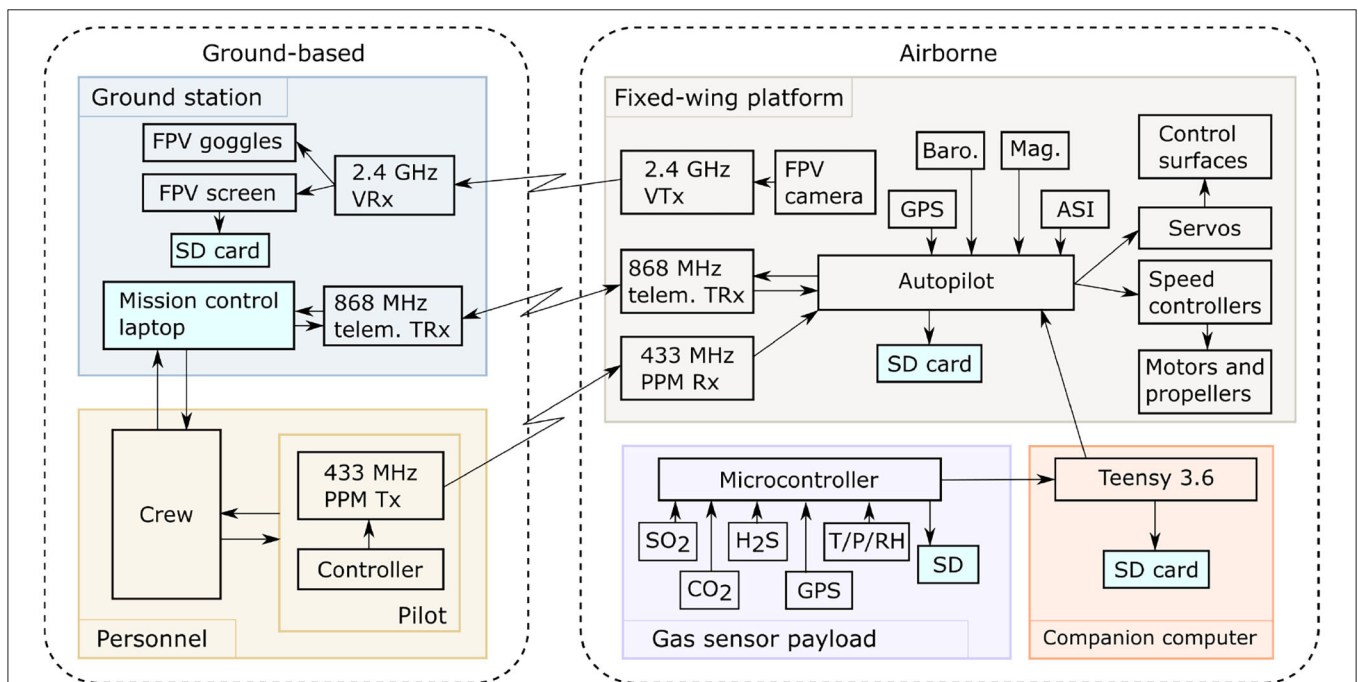 Ground-based
Ground station
FPV goggles
FPV screen
SD card
2.4 GHz
VRx
Mission control
laptop
868 MHz
telem. TRx
Crew
433 MHz
PPM Tx
Controller
Pilot
Personnel
Airborne
Fixed-wing platform
2.4 GHz
VTx
FPV
camera
Baro.
Mag.
GPS
ASI
Control
surfaces
Servos
868 MHz
telem. TRx
Autopilot
Speed
controllers
433 MHz
PPM Rx
SD card
Motors and
propellers
Microcontroller
SO2
H2S
T/P/RH
CO2
GPS
SD
Gas sensor payload
Teensy 3.6
SD card
Companion computer